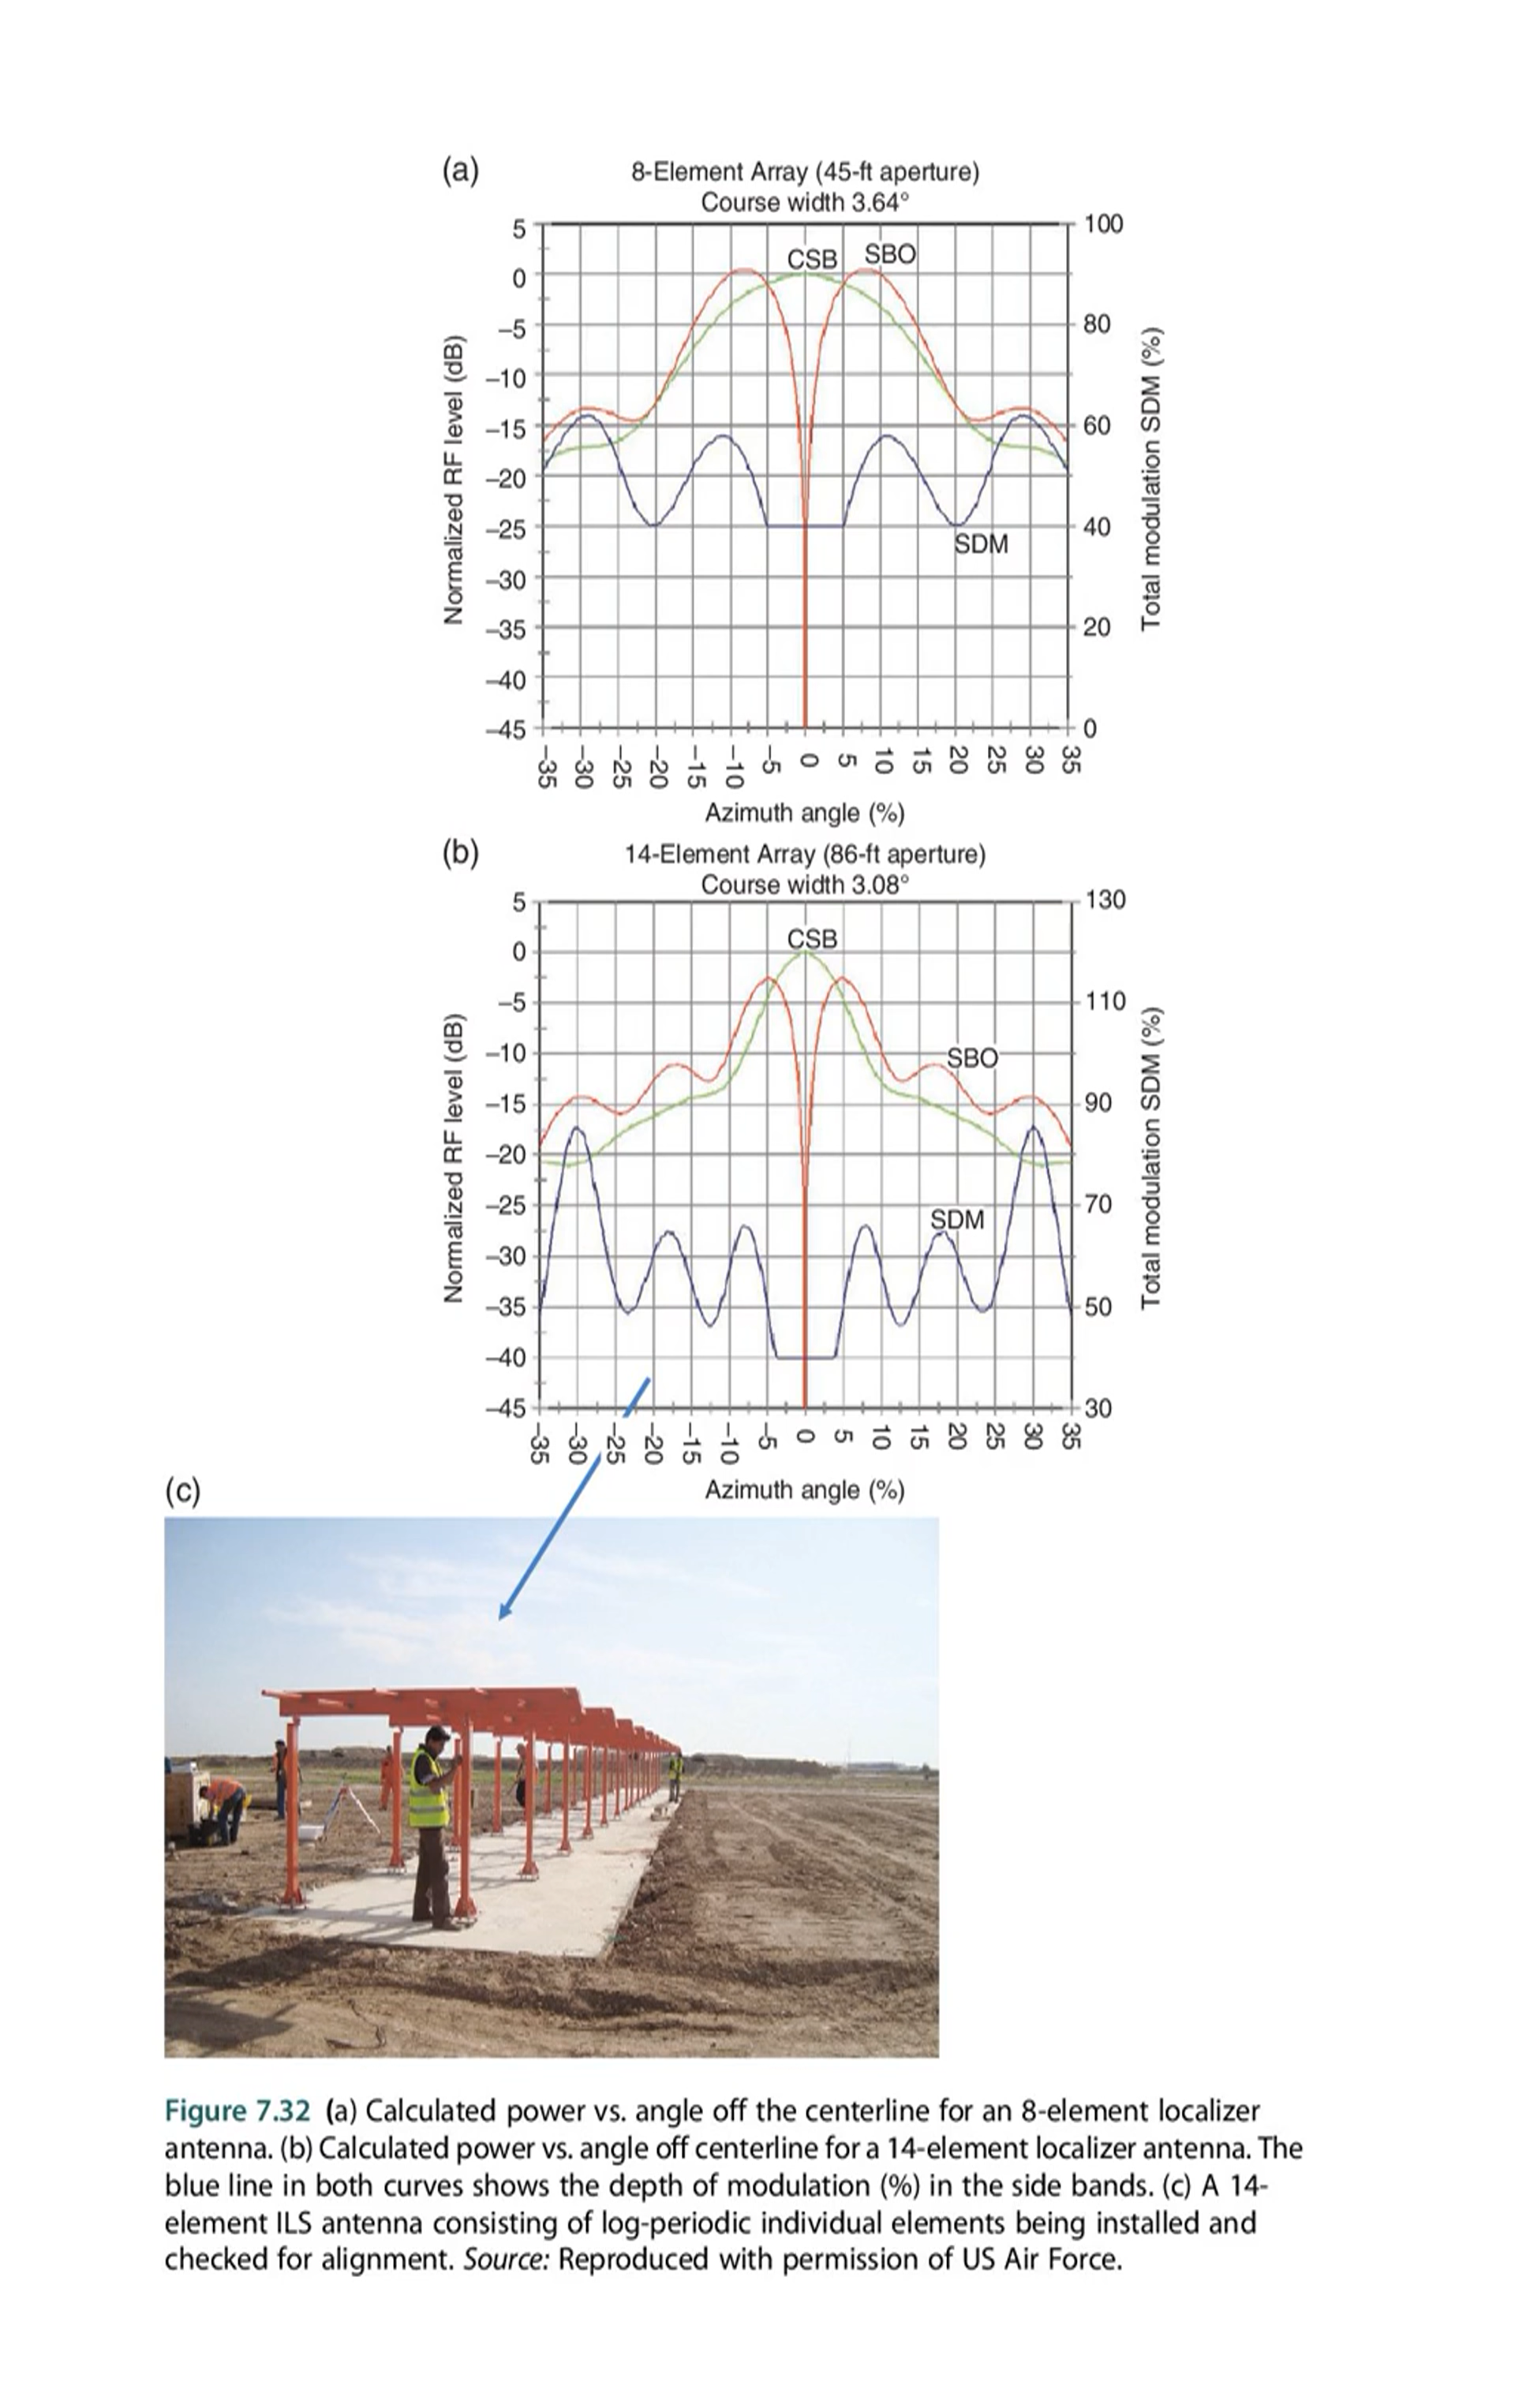 (a)
8-Element Array (45-ft aperture)
Course width 3.64°
CSB
SBO
SDM
Normalized RF level (dB)
5
0
–5
–10
–15
–20
–25
–30
–35
–40
–45
Total modulation SDM (%)
100
80
60
40
20
0
–35
–30
–25
–20
–15
–10
–5
0
5
10
15
20
25
30
35
Azimuth angle (%)
(b)
14-Element Array (86-ft aperture)
Course width 3.08°
CSB
SBO
SDM
Normalized RF level (dB)
5
0
–5
–10
–15
–20
–25
–30
–35
–40
–45
Total modulation SDM (%)
130
110
90
70
50
30
–35
–30
–25
–20
–15
–10
–5
0
5
10
15
20
25
30
35
Azimuth angle (%)
(c)
Figure 7.32 (a) Calculated power vs. angle off the centerline for an 8-element localizer
antenna. (b) Calculated power vs. angle off centerline for a 14-element localizer antenna. The
blue line in both curves shows the depth of modulation (%) in the side bands. (c) A 14-
element ILS antenna consisting of log-periodic individual elements being installed and
checked for alignment. Source: Reproduced with permission of US Air Force.